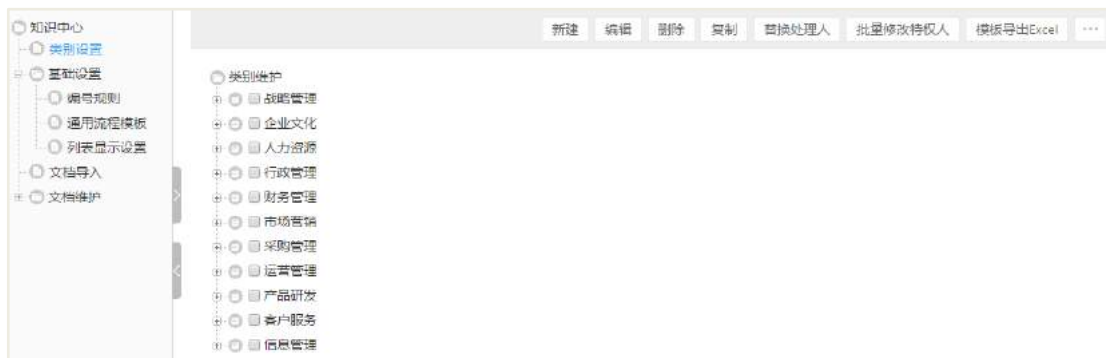 知识中心
类别设置
基础设置
编号规则
通用流程模板
列表显示设置
文档导入
文档维护
新建 编辑 删除 复制 替换处理人 批量修改特权人 模板导出Excel ···
类别维护
战略管理
企业文化
人力资源
行政管理
财务管理
市场营销
采购管理
运营管理
产品研发
客户服务
信息管理